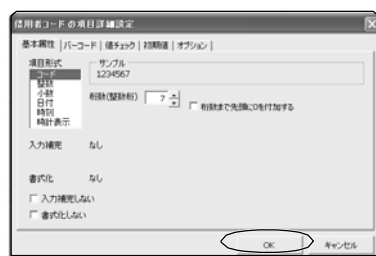 借用者コードの項目詳細設定
基本属性 バーコード 値チェック 初期値 オプション
項目形式
コード
整数
小数
日付
時刻
時計表示
サンプル
1234567
桁数(整数桁) 7
桁数まで先頭に0を付加する
入力補完 なし
書式化 なし
入力補完しない
書式化しない
OK キャンセル